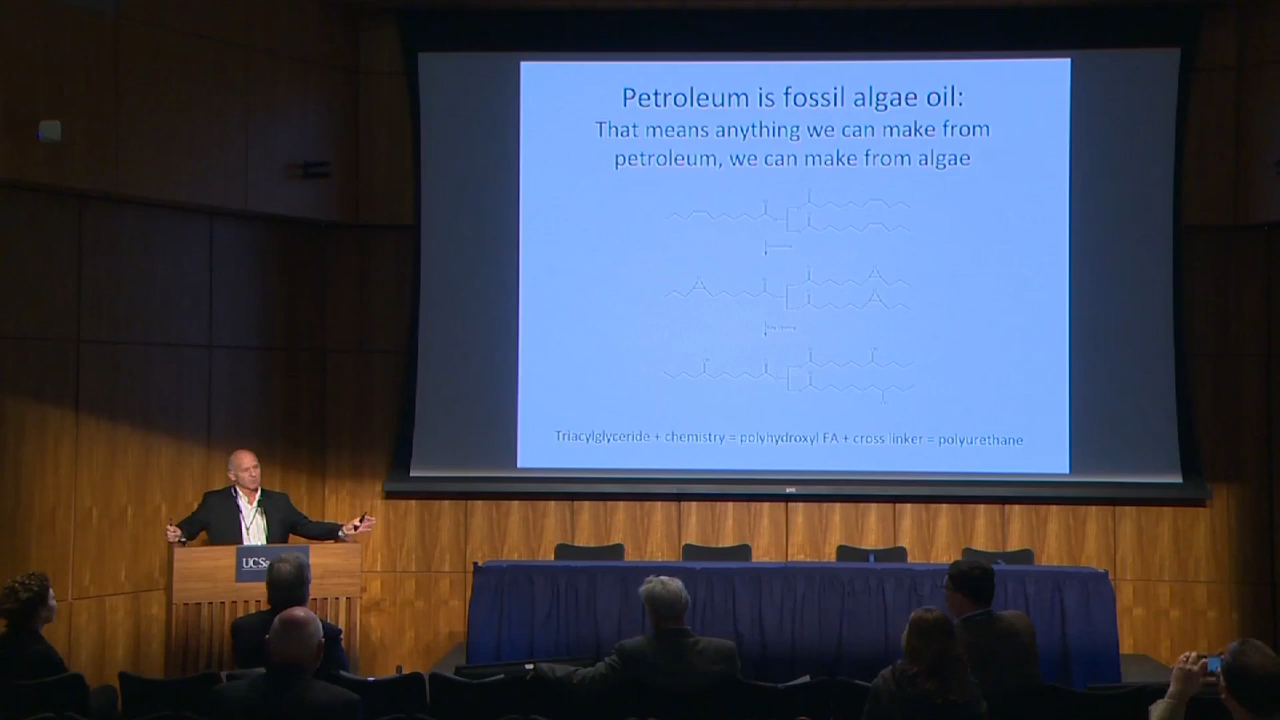 Petroleum is fossil algae oil:
That means anything we can make from
petroleum, we can make from algae
Triacylglyceride + chemistry = polyhydroxyl FA + cross linker = polyurethane
UCSa